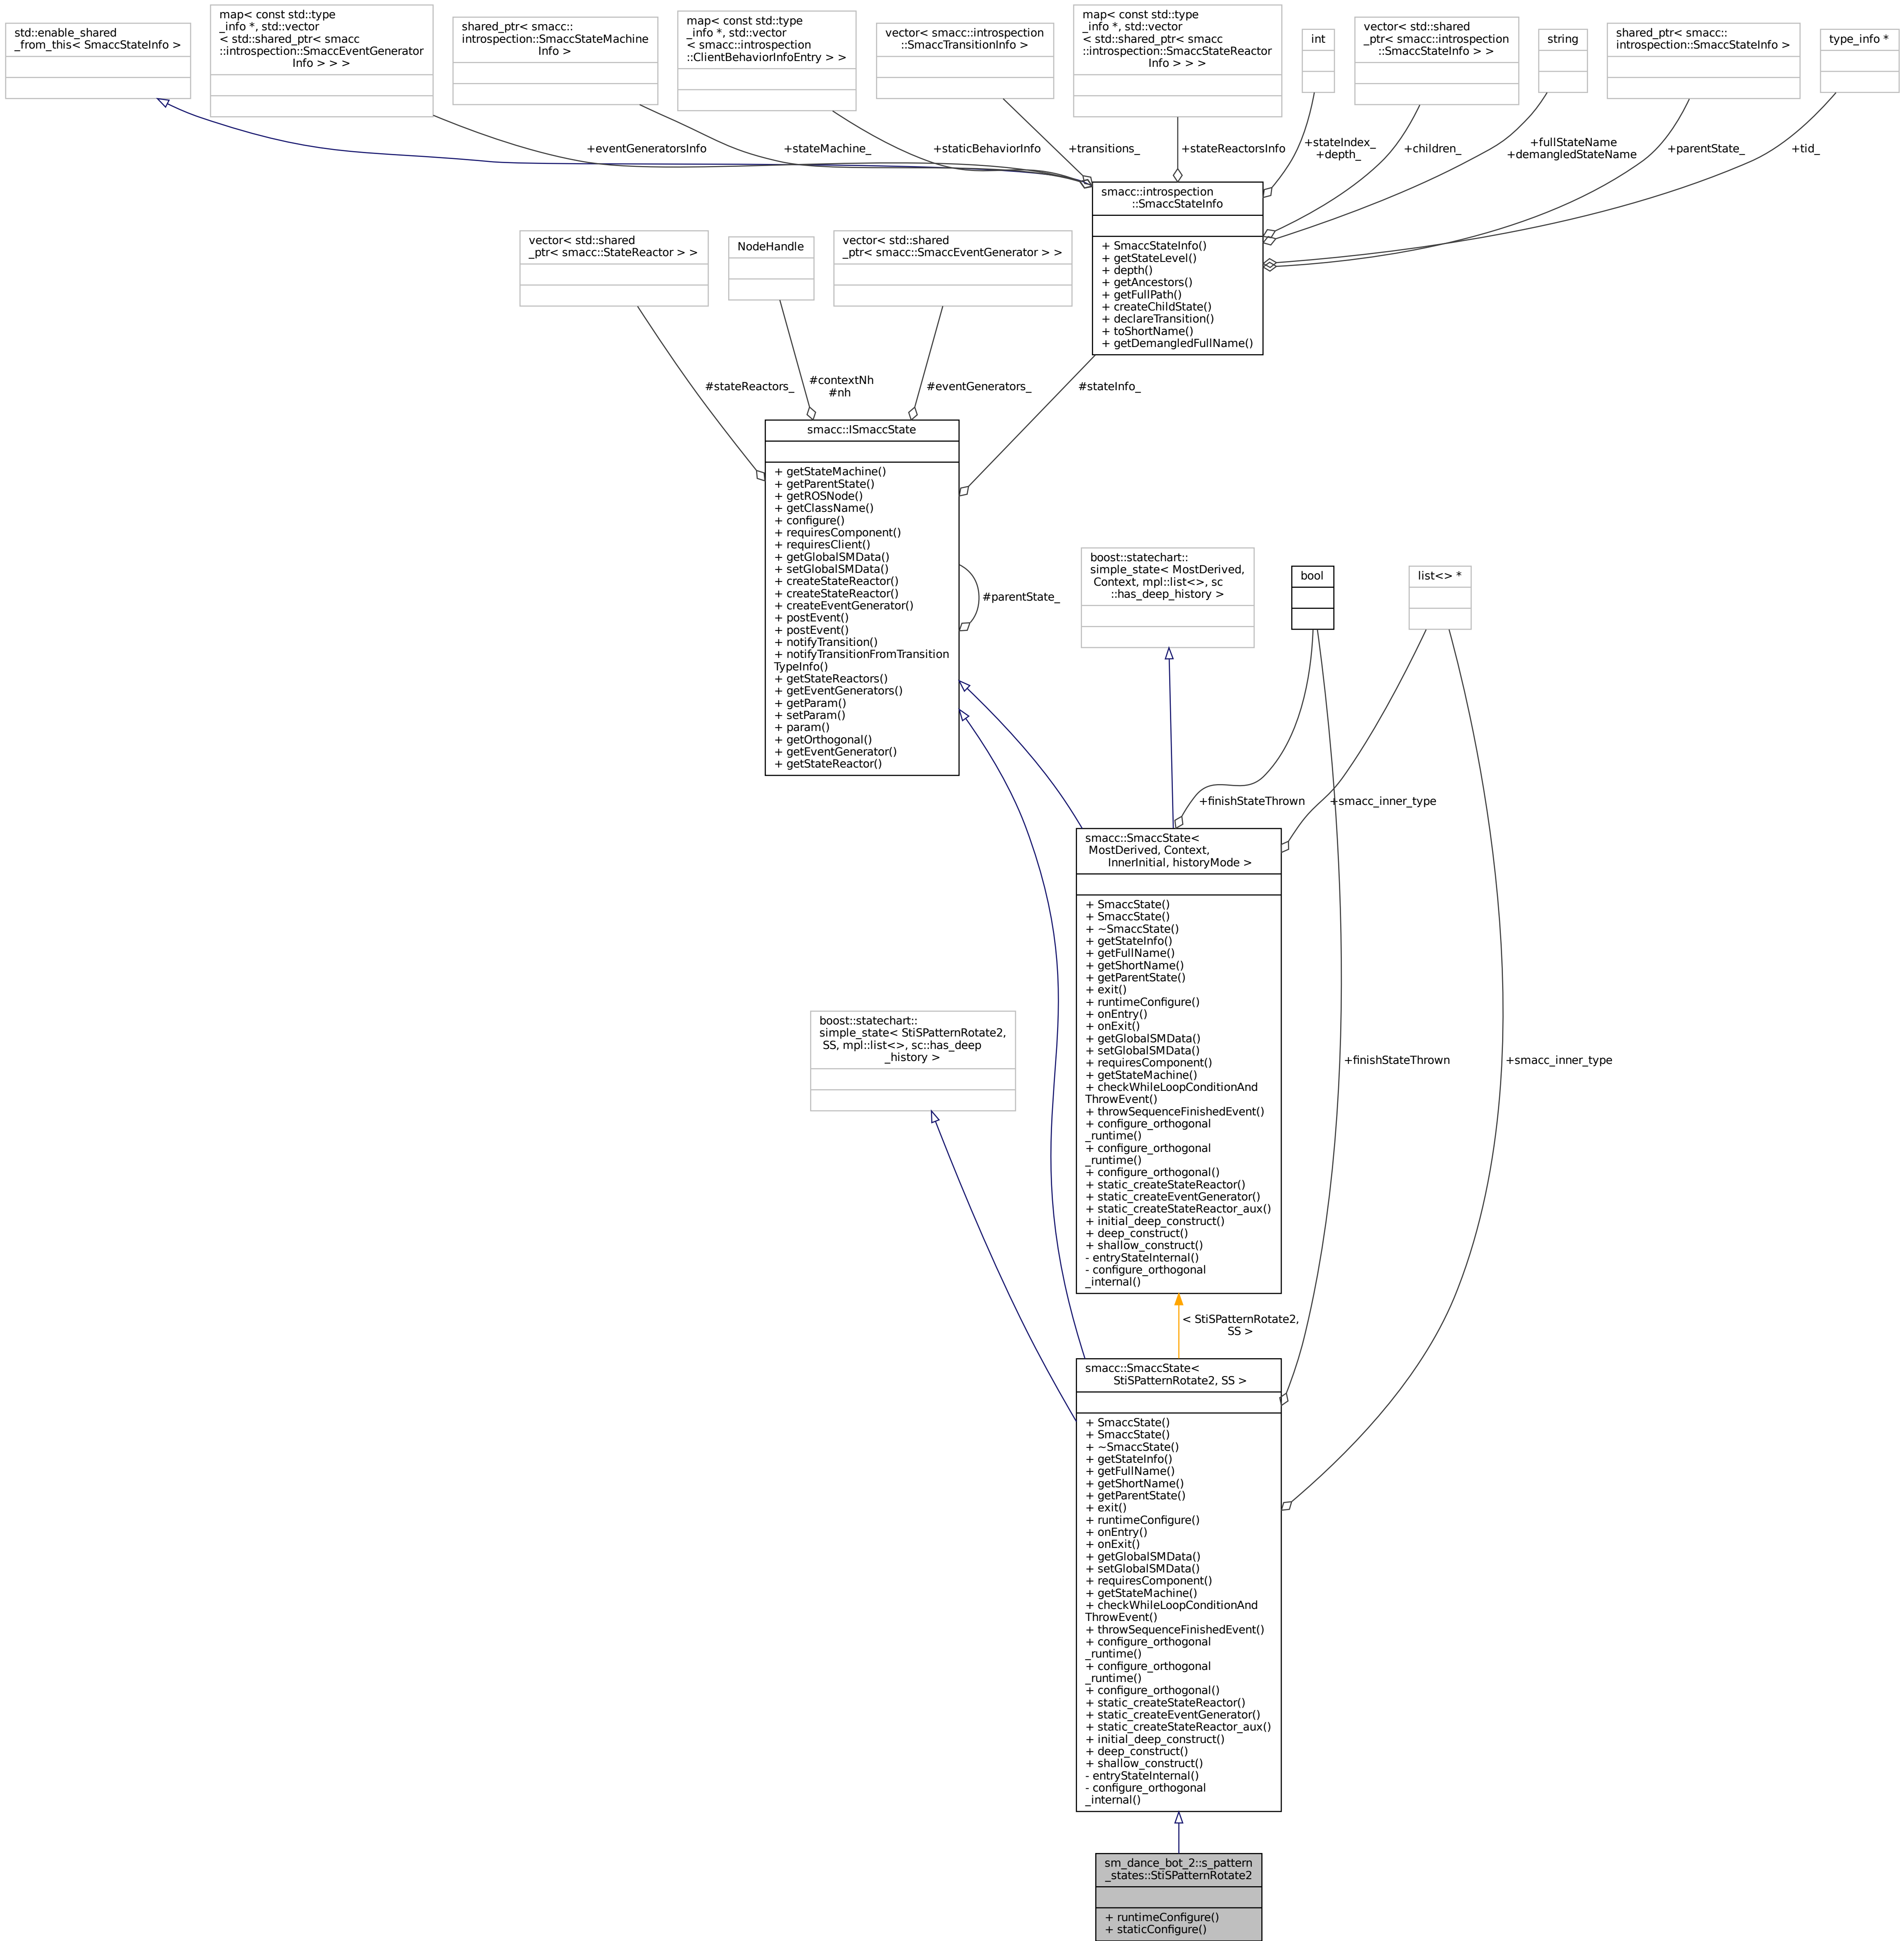 std::enable_shared
_from_this< SmaccStateInfo >
map< const std::type
_info *, std::vector
< std::shared_ptr< smacc
::introspection::SmaccEventGenerator
Info > > >
shared_ptr< smacc::
introspection::SmaccStateMachine
Info >
map< const std::type
_info *, std::vector
< smacc::introspection
::ClientBehaviorInfoEntry > >
vector< smacc::introspection
::SmaccTransitionInfo >
map< const std::type
_info *, std::vector
< std::shared_ptr< smacc
::introspection::SmaccStateReactor
Info > > >
int
vector< std::shared
_ptr< smacc::introspection
::SmaccStateInfo > >
string
shared_ptr< smacc::
introspection::SmaccStateInfo >
type_info *
+eventGeneratorsInfo
+stateMachine_
+staticBehaviorInfo
+transitions_
+stateReactorsInfo
+stateIndex_
+depth_
+children_
+fullStateName
+demangledStateName
+parentState_
+tid_
smacc::introspection
::SmaccStateInfo
+ SmaccStateInfo()
+ getStateLevel()
+ depth()
+ getAncestors()
+ getFullPath()
+ createChildState()
+ declareTransition()
+ toShortName()
+ getDemangledFullName()
vector< std::shared
_ptr< smacc::StateReactor > >
NodeHandle
vector< std::shared
_ptr< smacc::SmaccEventGenerator > >
#stateReactors_
#contextNh
#nh
#eventGenerators_
#stateInfo_
smacc::ISmaccState
+ getStateMachine()
+ getParentState()
+ getROSNode()
+ getClassName()
+ configure()
+ requiresComponent()
+ requiresClient()
+ getGlobalSMData()
+ setGlobalSMData()
+ createStateReactor()
+ createStateReactor()
+ createEventGenerator()
+ postEvent()
+ postEvent()
+ notifyTransition()
+ notifyTransitionFromTransition
TypeInfo()
+ getStateReactors()
+ getEventGenerators()
+ getParam()
+ setParam()
+ param()
+ getOrthogonal()
+ getEventGenerator()
+ getStateReactor()
#parentState_
boost::statechart::
simple_state< MostDerived,
Context, mpl::list<>, sc
::has_deep_history >
bool
list<> *
+finishStateThrown
+smacc_inner_type
smacc::SmaccState<
MostDerived, Context,
InnerInitial, historyMode >
+ SmaccState()
+ SmaccState()
+ ~SmaccState()
+ getStateInfo()
+ getFullName()
+ getShortName()
+ getParentState()
+ exit()
+ runtimeConfigure()
+ onEntry()
+ onExit()
+ getGlobalSMData()
+ setGlobalSMData()
+ requiresComponent()
+ getStateMachine()
+ checkWhileLoopConditionAnd
ThrowEvent()
+ throwSequenceFinishedEvent()
+ configure_orthogonal
_runtime()
+ configure_orthogonal
_runtime()
+ configure_orthogonal()
+ static_createStateReactor()
+ static_createEventGenerator()
+ static_createStateReactor_aux()
+ initial_deep_construct()
+ deep_construct()
+ shallow_construct()
- entryStateInternal()
- configure_orthogonal
_internal()
boost::statechart::
simple_state< StiSPatternRotate2,
SS, mpl::list<>, sc::has_deep
_history >
+finishStateThrown
+smacc_inner_type
< StiSPatternRotate2,
SS >
smacc::SmaccState<
StiSPatternRotate2, SS >
+ SmaccState()
+ SmaccState()
+ ~SmaccState()
+ getStateInfo()
+ getFullName()
+ getShortName()
+ getParentState()
+ exit()
+ runtimeConfigure()
+ onEntry()
+ onExit()
+ getGlobalSMData()
+ setGlobalSMData()
+ requiresComponent()
+ getStateMachine()
+ checkWhileLoopConditionAnd
ThrowEvent()
+ throwSequenceFinishedEvent()
+ configure_orthogonal
_runtime()
+ configure_orthogonal
_runtime()
+ configure_orthogonal()
+ static_createStateReactor()
+ static_createEventGenerator()
+ static_createStateReactor_aux()
+ initial_deep_construct()
+ deep_construct()
+ shallow_construct()
- entryStateInternal()
- configure_orthogonal
_internal()
sm_dance_bot_2::s_pattern
_states::StiSPatternRotate2
+ runtimeConfigure()
+ staticConfigure()